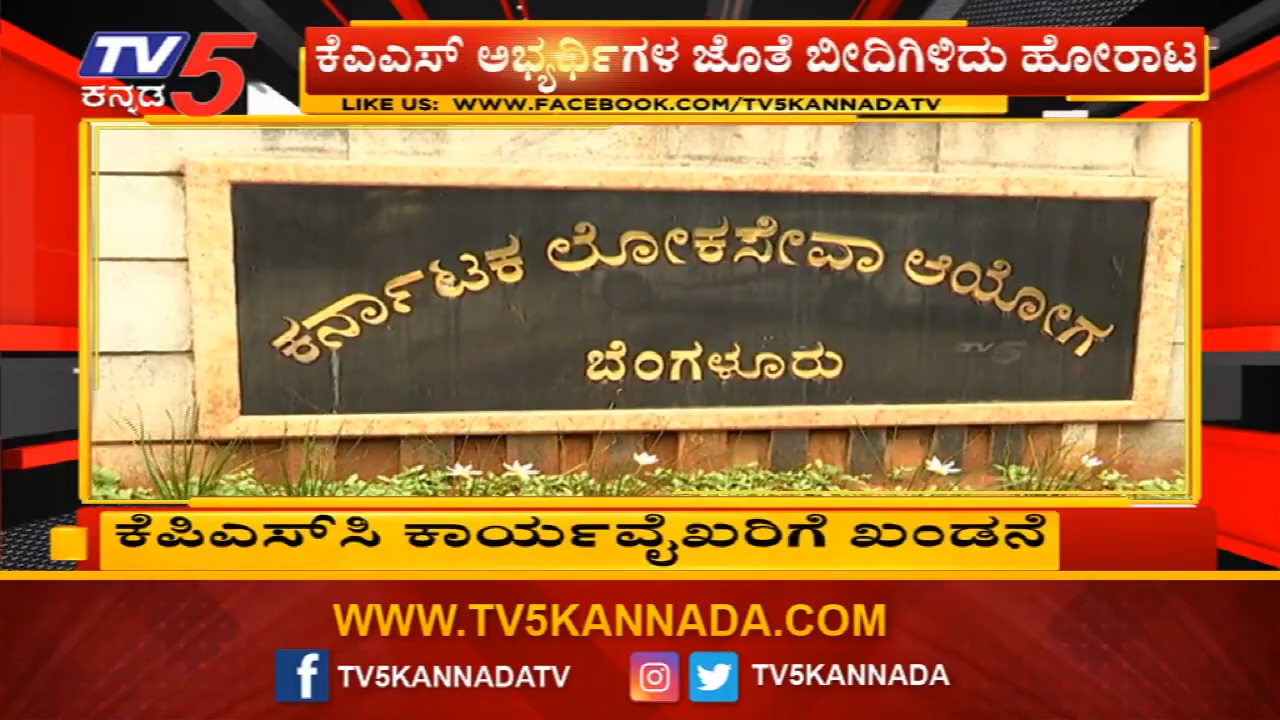 TV5
ಕನ್ನಡ
ಕೆಎಎಸ್ ಅಭ್ಯರ್ಥಿಗಳ ಜೊತೆ ಬೀದಿಗಿಳಿದು ಹೋರಾಟ
LIKE US: WWW.FACEBOOK.COM/TV5KANNADATV
ಕರ್ನಾಟಕ ಲೋಕಸೇವಾ ಆಯೋಗ
ಬೆಂಗಳೂರು
TV5
ಕೆಪಿಎಸ್‌ಸಿ ಕಾರ್ಯವೈಖರಿಗೆ ಖಂಡನೆ
WWW.TV5KANNADA.COM
TV5KANNADATV
TV5KANNADA